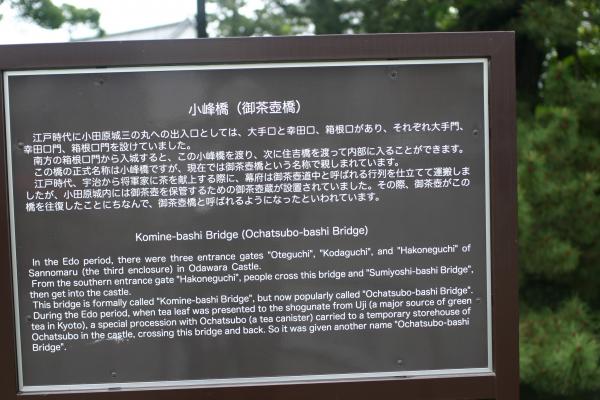 小峰橋（御茶壺橋）
江戸時代に小田原城三の丸への出入口としては、大手口と幸田口、箱根口があり、それぞれ大手門、
幸田口門、箱根口門を設けていました。
南方の箱根口門から入城すると、この小峰橋を渡り、次に住吉橋を渡って内部に入ることができます。
この橋の正式名称は小峰橋ですが、現在では御茶壺橋という名称で親しまれています。
江戸時代、宇治から将軍家に茶を献上する際に、幕府は御茶壺道中と呼ばれる行列を仕立てて運搬しま
したが、小田原城内には御茶壺を保管するための御茶壺蔵が設置されていました。その際、御茶壺がこの
橋を往復したことにちなんで、御茶壺橋と呼ばれるようになったといわれています。
Komine-bashi Bridge (Ochatsubo-bashi Bridge)
In the Edo period, there were three entrance gates "Oteguchi", "Kodaguchi", and "Hakoneguchi" of
Sannomaru (the third enclosure) in Odawara Castle.
From the southern entrance gate "Hakoneguchi", people cross this bridge and "Sumiyoshi-bashi Bridge",
then get into the castle.
This bridge is formally called "Komine-bashi Bridge", but now popularly called "Ochatsubo-bashi Bridge".
During the Edo period, when tea leaf was presented to the shogunate from Uji (a major source of green
tea in Kyoto), a special procession with Ochatsubo (a tea canister) carried to a temporary storehouse of
Ochatsubo in the castle, crossing this bridge and back. So it was given another name "Ochatsubo-bashi
Bridge".